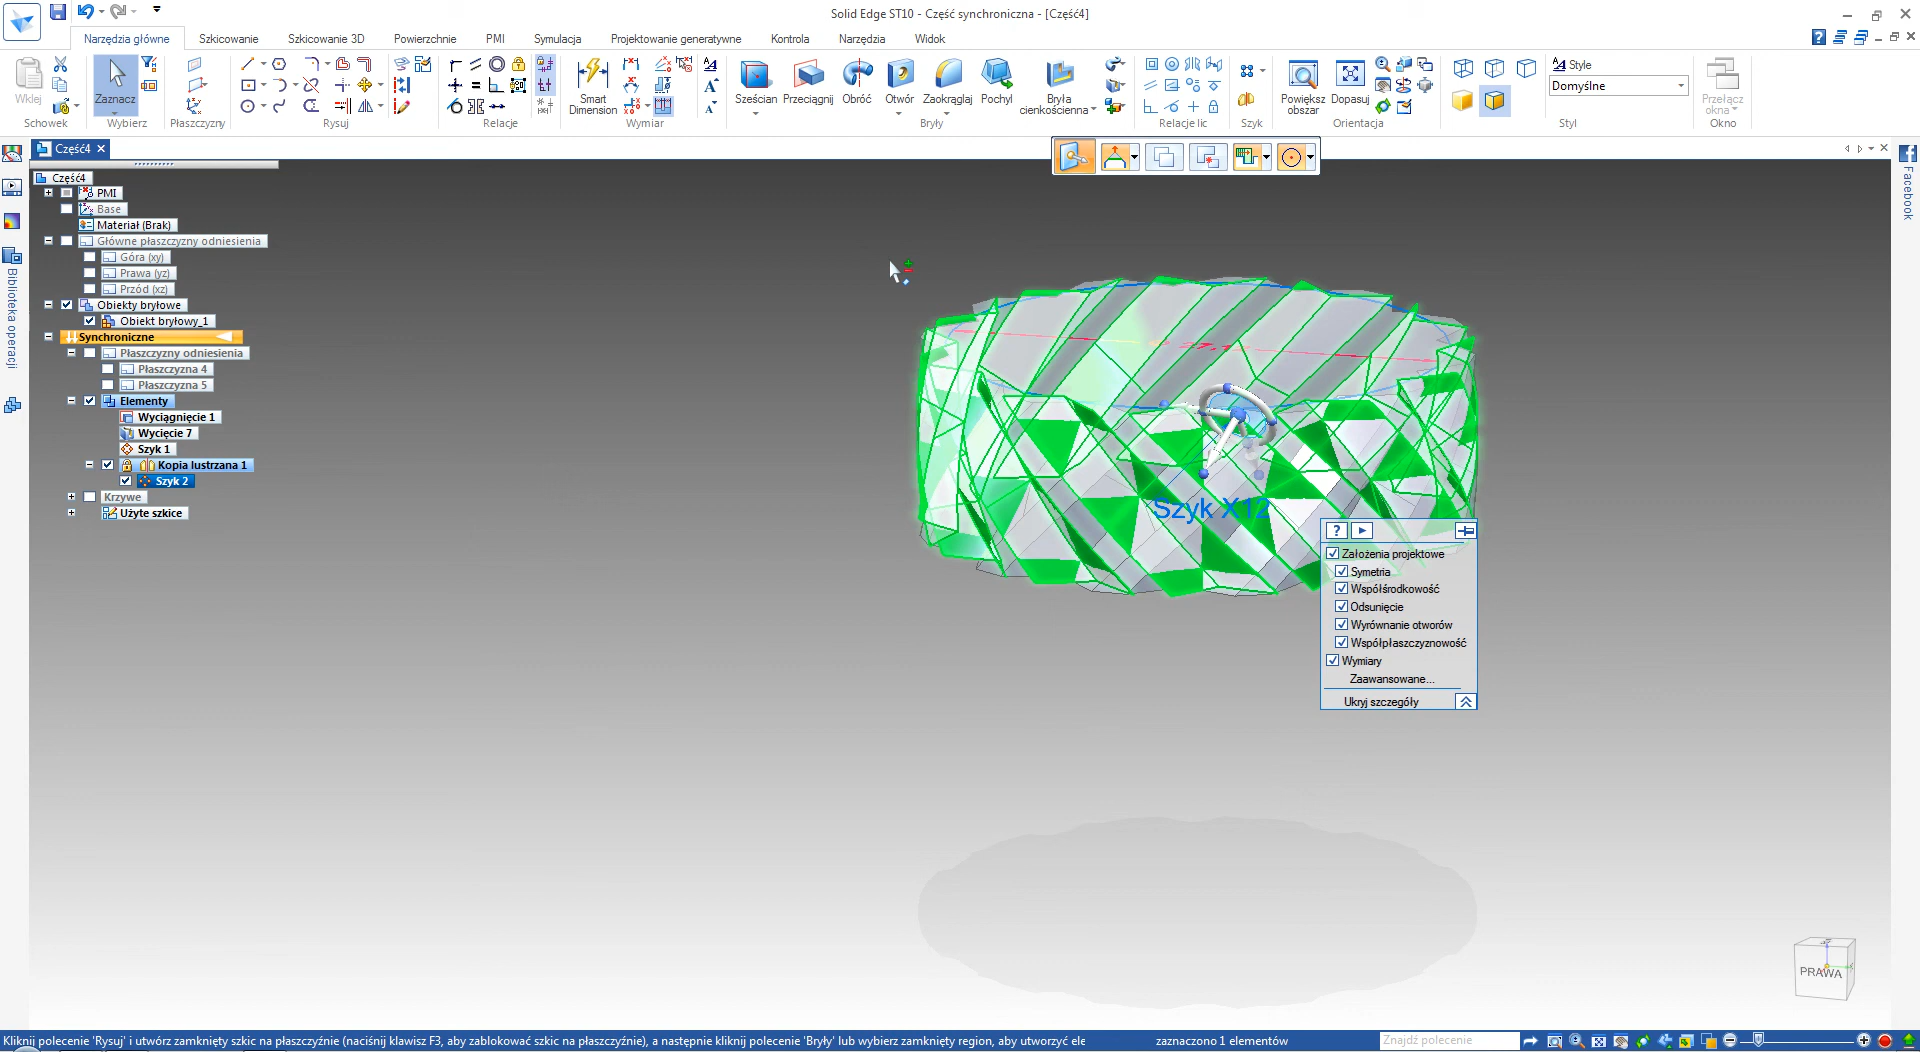 Solid Edge ST10 - Część synchroniczna - [Część4]
Narzędzia główne Szkicowanie Szkicowanie 3D Powierzchnie PMI Symulacja Projektowanie generatywne Kontrola Narzędzia Widok
Wklej Zaznacz Smart Dimension Sześcian Przeciągnij Obróć Otwór Zaokrąglaj Pochyl Bryła cienkościenna Powiększ obszar Dopasuj Style Domyślne Przełącz okna
Schowek Wybierz Płaszczyzny Rysuj Relacje Wymiar Bryły Relacje lic Szyk Orientacja Styl Okno
Część4
Część4
PMI
Base
Materiał (Brak)
Główne płaszczyzny odniesienia
Góra (xy)
Prawa (yz)
Przód (xz)
Obiekty bryłowe
Obiekt bryłowy_1
Synchroniczne
Płaszczyzny odniesienia
Płaszczyzna 4
Płaszczyzna 5
Elementy
Wyciągnięcie 1
Wycięcie 7
Szyk 1
Kopia lustrzana 1
Szyk 2
Krzywe
Użyte szkice
Biblioteka operacji
Facebook
Szyk X12
Założenia projektowe
Symetria
Współśrodkowość
Odsunięcie
Wyrównanie otworów
Współpłaszczyznowość
Wymiary
Zaawansowane...
Ukryj szczegóły
PRAWA
Kliknij polecenie 'Rysuj' i utwórz zamknięty szkic na płaszczyźnie (naciśnij klawisz F3, aby zablokować szkic na płaszczyźnie), a następnie kliknij polecenie 'Bryły' lub wybierz zamknięty region, aby utworzyć ele zaznaczono 1 elementów Znajdź polecenie